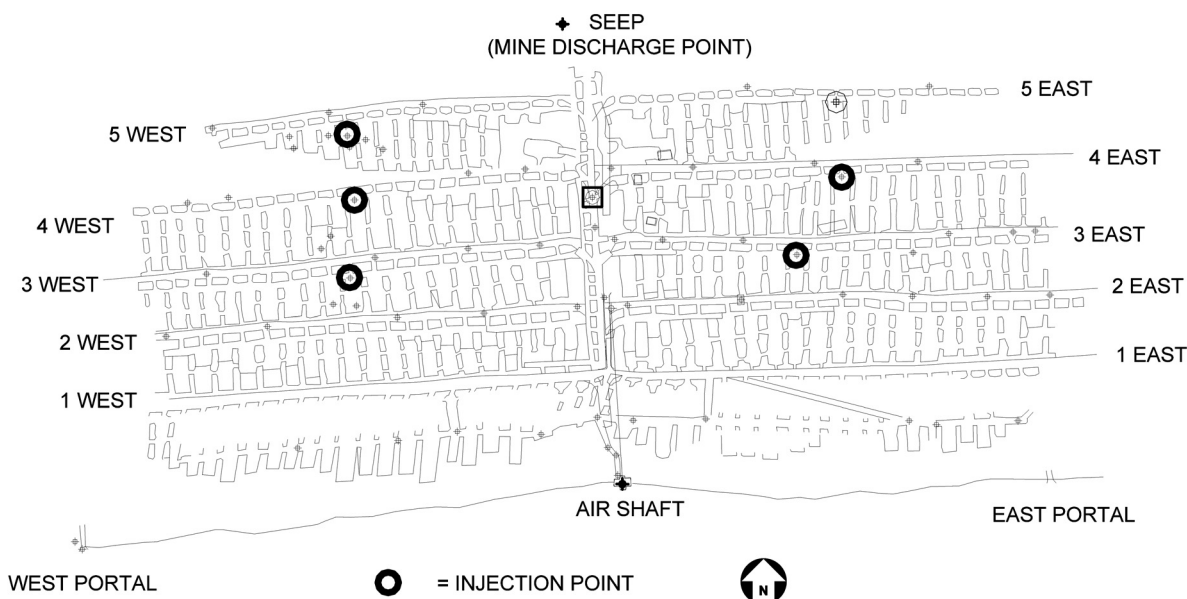 SEEP
(MINE DISCHARGE POINT)
5 EAST
5 WEST
4 EAST
4 WEST
3 EAST
3 WEST
2 EAST
2 WEST
1 EAST
1 WEST
AIR SHAFT
EAST PORTAL
WEST PORTAL
= INJECTION POINT
N